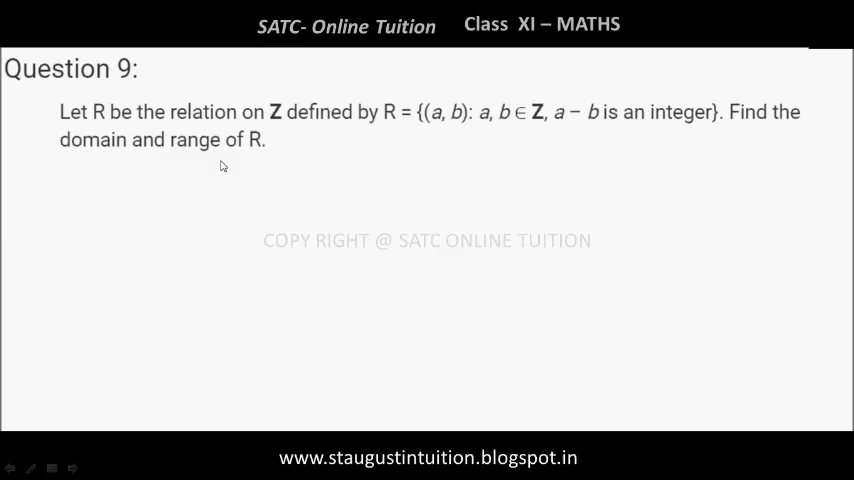 SATC- Online Tuition Class XI – MATHS
Question 9:
Let R be the relation on Z defined by R = {(a, b): a, b ∈ Z, a − b is an integer}. Find the
domain and range of R.
COPY RIGHT @ SATC ONLINE TUITION
www.staugustintuition.blogspot.in